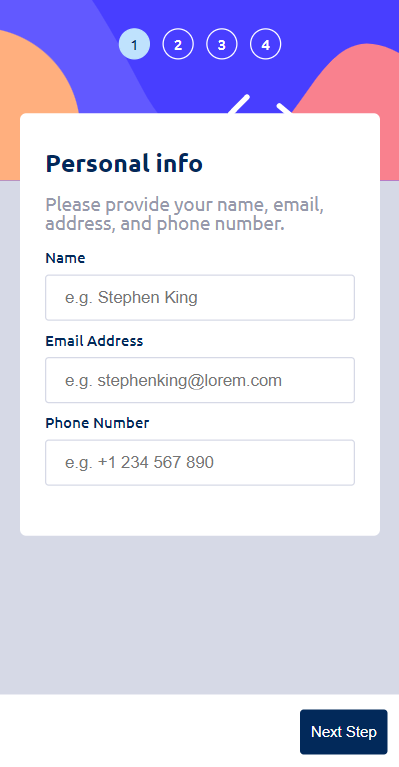 1 2 3 4
Personal info
Please provide your name, email,
address, and phone number.
Name
e.g. Stephen King
Email Address
e.g. stephenking@lorem.com
Phone Number
e.g. +1 234 567 890
Next Step